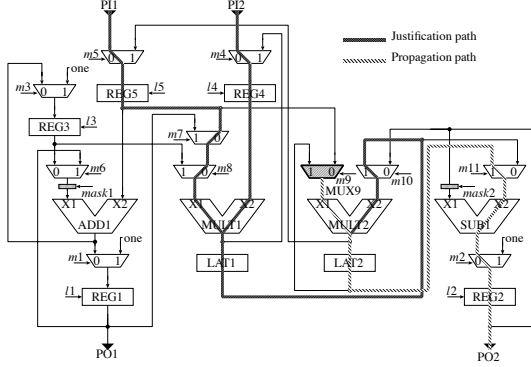 PI1 PI2
Justification path
Propagation path
m5 0 1 m4 0 1
one
m3 0 1 REG5 l5 l4 REG4
REG3 l3
m7 1 0
0 1 m6 1 0 m8 1 0 m9 1 0 m10 m11 1 0
MUX9
mask1 mask2
X1 X2 X1 X2 X1 X2 X1 X2
ADD1 MULT1 MULT2 SUB1
one one
m1 0 1 LAT1 LAT2 m2 0 1
l1 REG1 l2 REG2
PO1 PO2